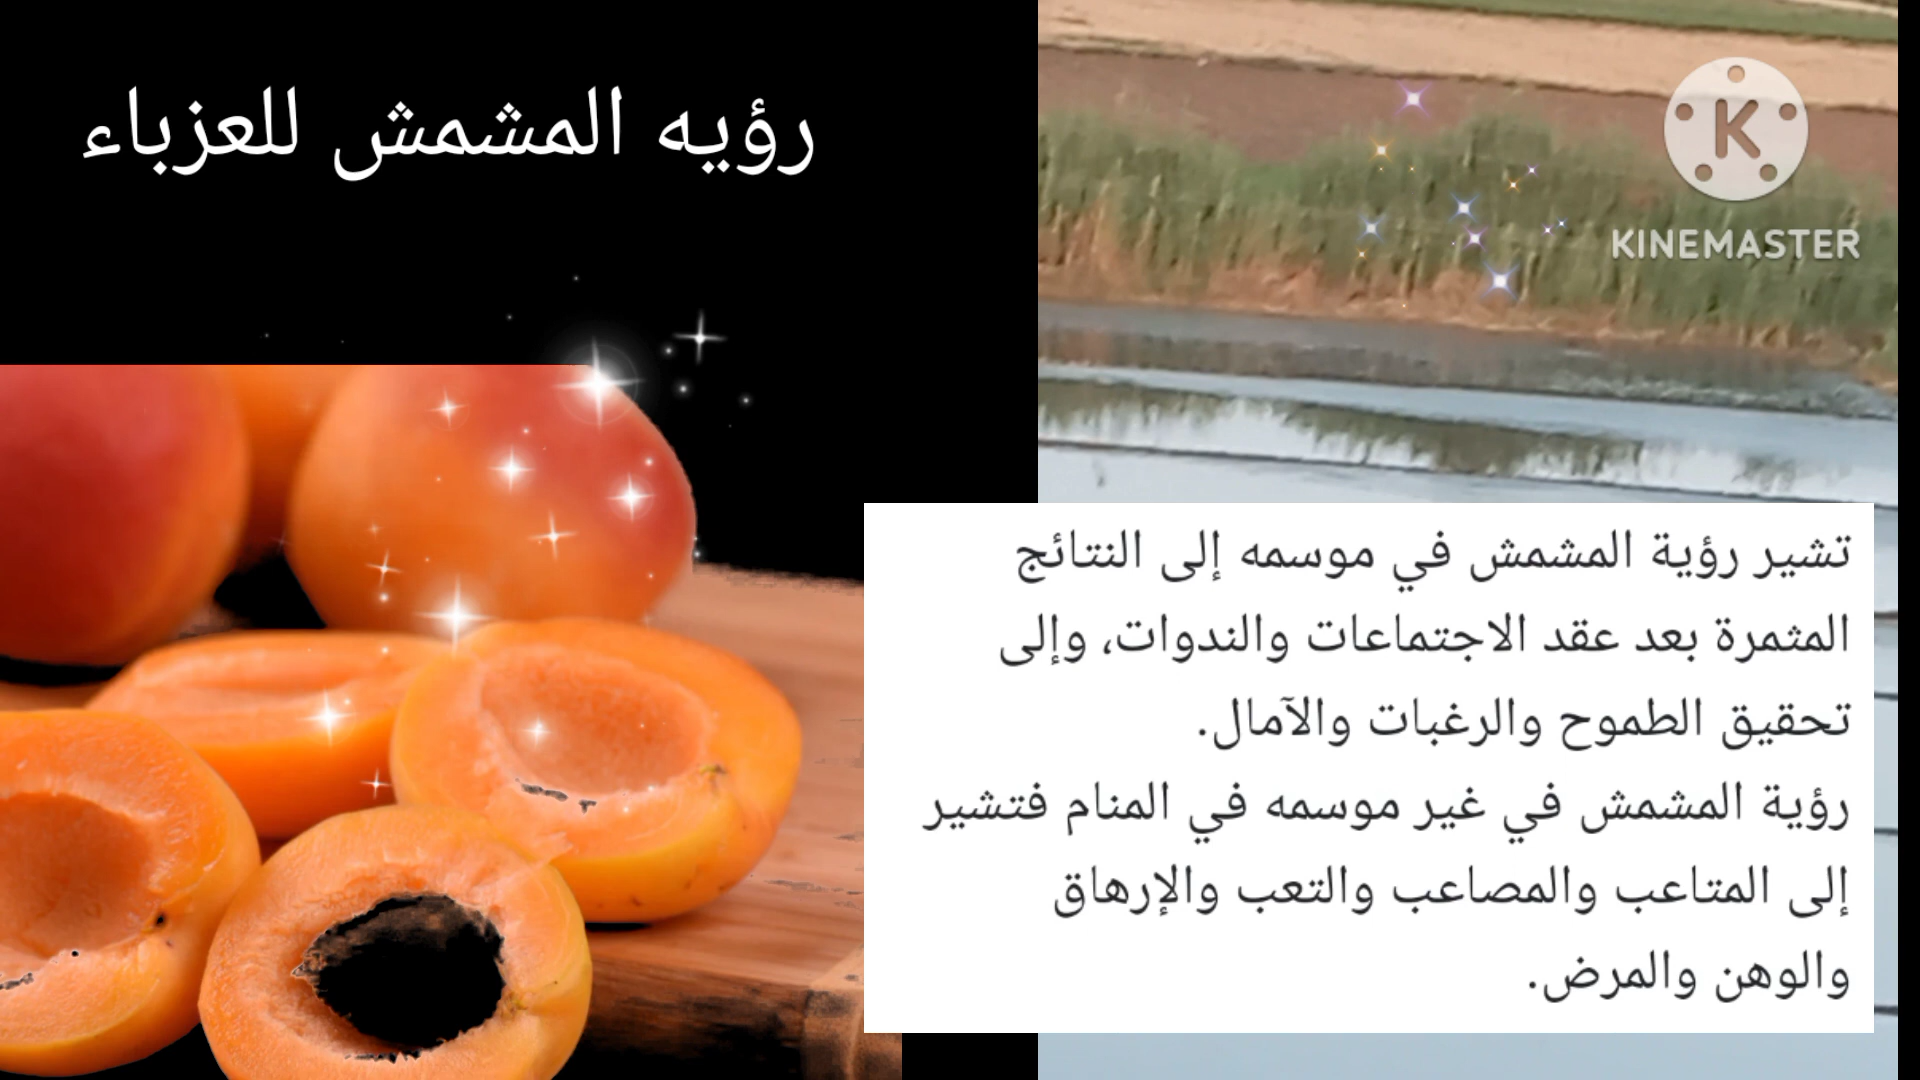 رؤيه المشمش للعزباء
KINEMASTER
تشير رؤية المشمش في موسمه إلى النتائج
المثمرة بعد عقد الاجتماعات والندوات، وإلى
تحقيق الطموح والرغبات والآمال.
رؤية المشمش في غير موسمه في المنام فتشير
إلى المتاعب والمصاعب والتعب والإرهاق
والوهن والمرض.